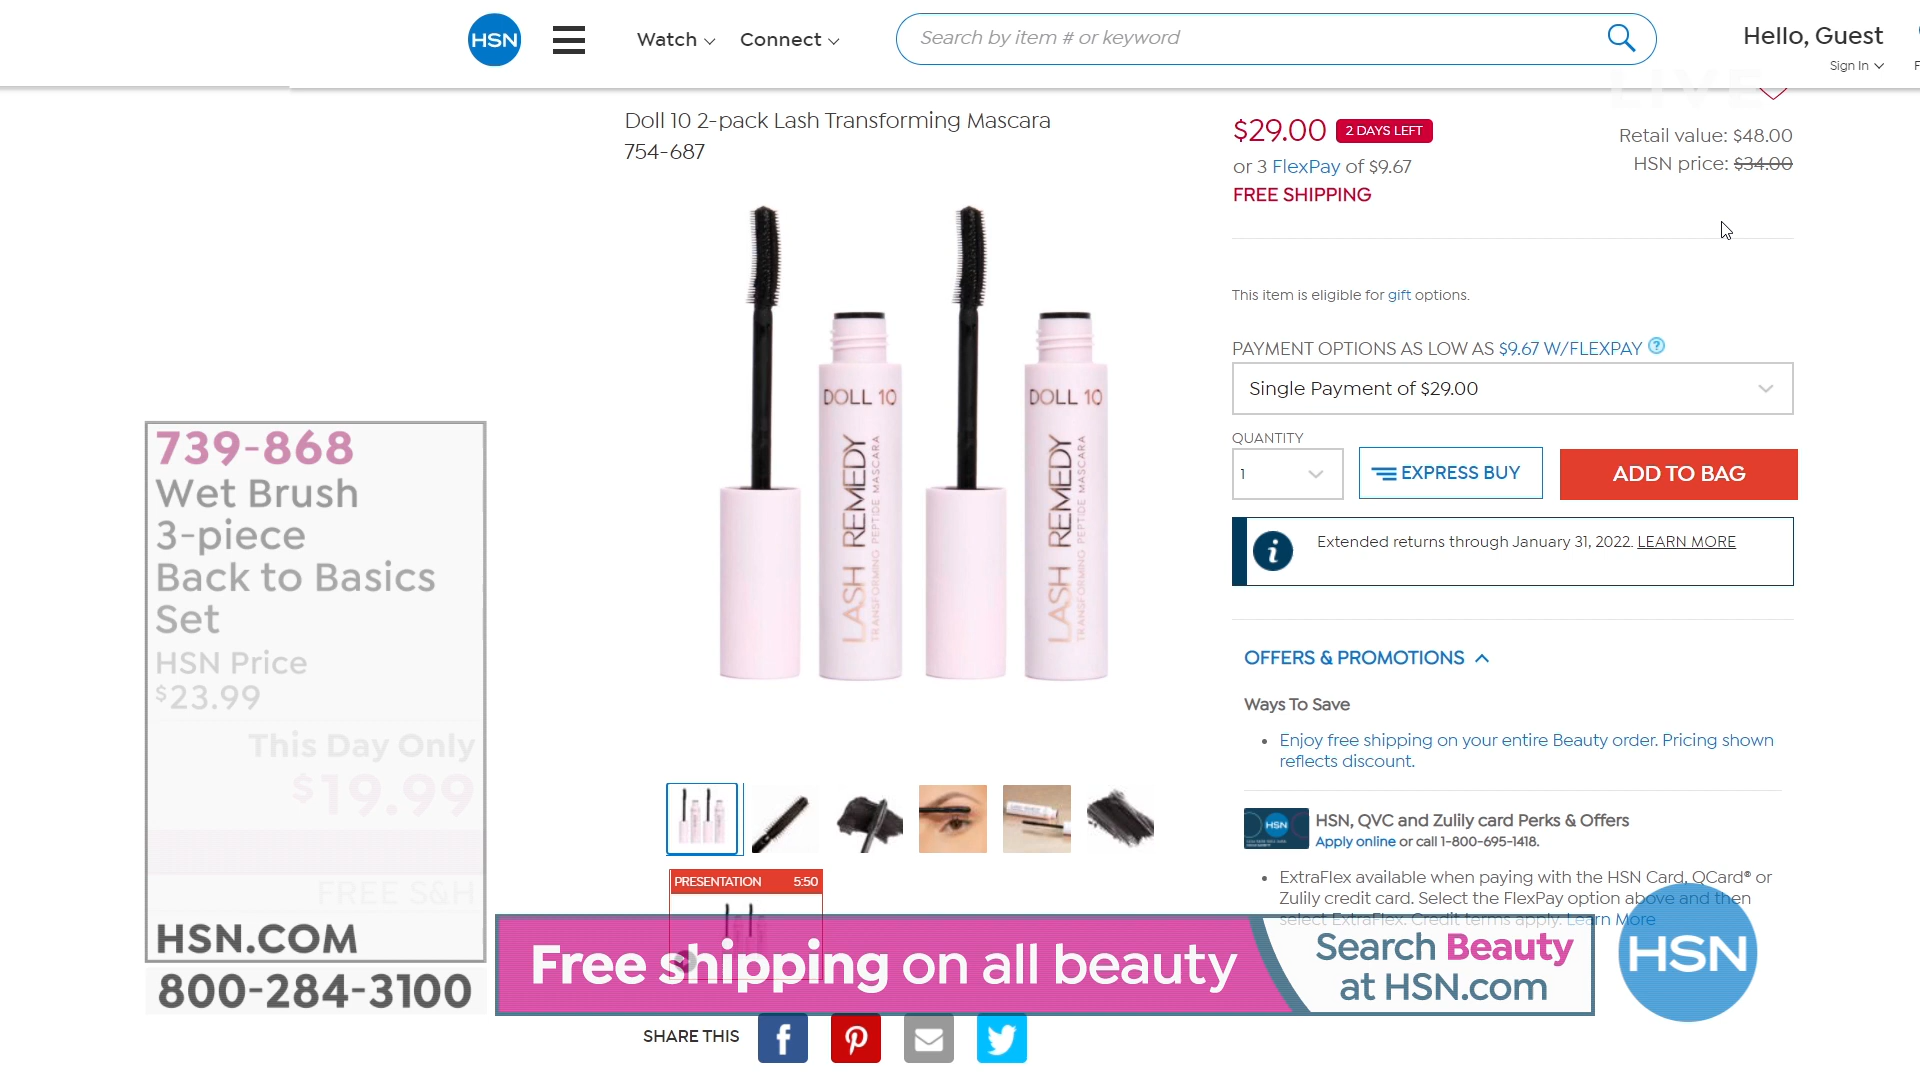 HSN
Watch
Connect
Search by item # or keyword
Hello, Guest
Sign In
LIVE
Doll 10 2-pack Lash Transforming Mascara
754-687
$29.00
2 DAYS LEFT
or 3 FlexPay of $9.67
FREE SHIPPING
Retail value: $48.00
HSN price: $34.00
This item is eligible for gift options.
PAYMENT OPTIONS AS LOW AS $9.67 W/FLEXPAY ?
Single Payment of $29.00
QUANTITY
1
EXPRESS BUY
ADD TO BAG
Extended returns through January 31, 2022. LEARN MORE
OFFERS & PROMOTIONS
Ways To Save
• Enjoy free shipping on your entire Beauty order. Pricing shown
reflects discount.
HSN
HSN, QVC and Zulily card Perks & Offers
Apply online or call 1-800-695-1418.
• ExtraFlex available when paying with the HSN Card, QCard® or
Zulily credit card. Select the FlexPay option above and then
select ExtraFlex. Credit terms apply. Learn More
DOLL 10
LASH REMEDY
TRANSFORMING PEPTIDE MASCARA
DOLL 10
LASH REMEDY
TRANSFORMING PEPTIDE MASCARA
739-868
Wet Brush
3-piece
Back to Basics
Set
HSN Price
$23.99
This Day Only
$19.99
FREE S&H
HSN.COM
800-284-3100
PRESENTATION 5:50
Free shipping on all beauty
Search Beauty
at HSN.com
HSN
SHARE THIS